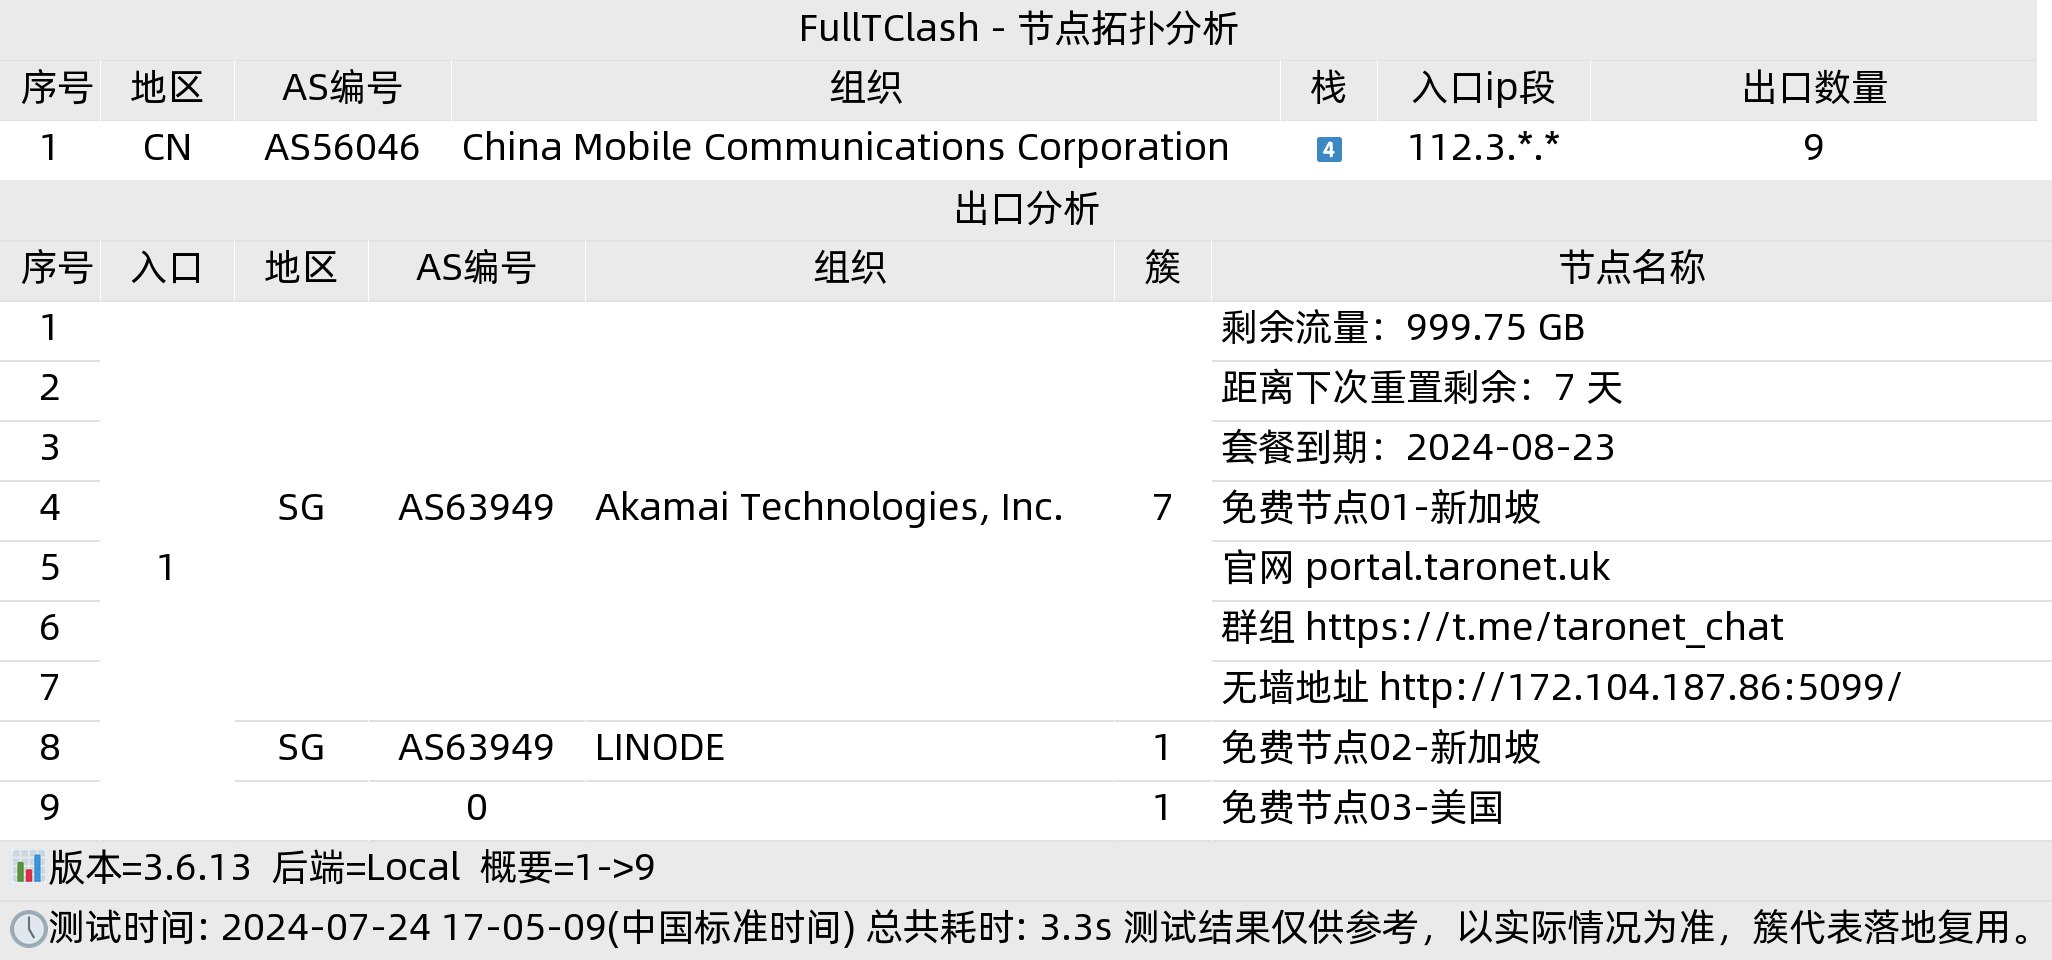 FullTClash - 节点拓扑分析
序号 地区 AS编号 组织 栈 入口ip段 出口数量
1 CN AS56046 China Mobile Communications Corporation 4 112.3.*.* 9
出口分析
序号 入口 地区 AS编号 组织 簇 节点名称
1 剩余流量：999.75 GB
2 距离下次重置剩余：7 天
3 套餐到期：2024-08-23
4 SG AS63949 Akamai Technologies, Inc. 7 免费节点01-新加坡
5 1 官网 portal.taronet.uk
6 群组 https://t.me/taronet_chat
7 无墙地址 http://172.104.187.86:5099/
8 SG AS63949 LINODE 1 免费节点02-新加坡
9 0 1 免费节点03-美国
版本=3.6.13 后端=Local 概要=1->9
测试时间: 2024-07-24 17-05-09(中国标准时间) 总共耗时: 3.3s 测试结果仅供参考，以实际情况为准，簇代表落地复用。